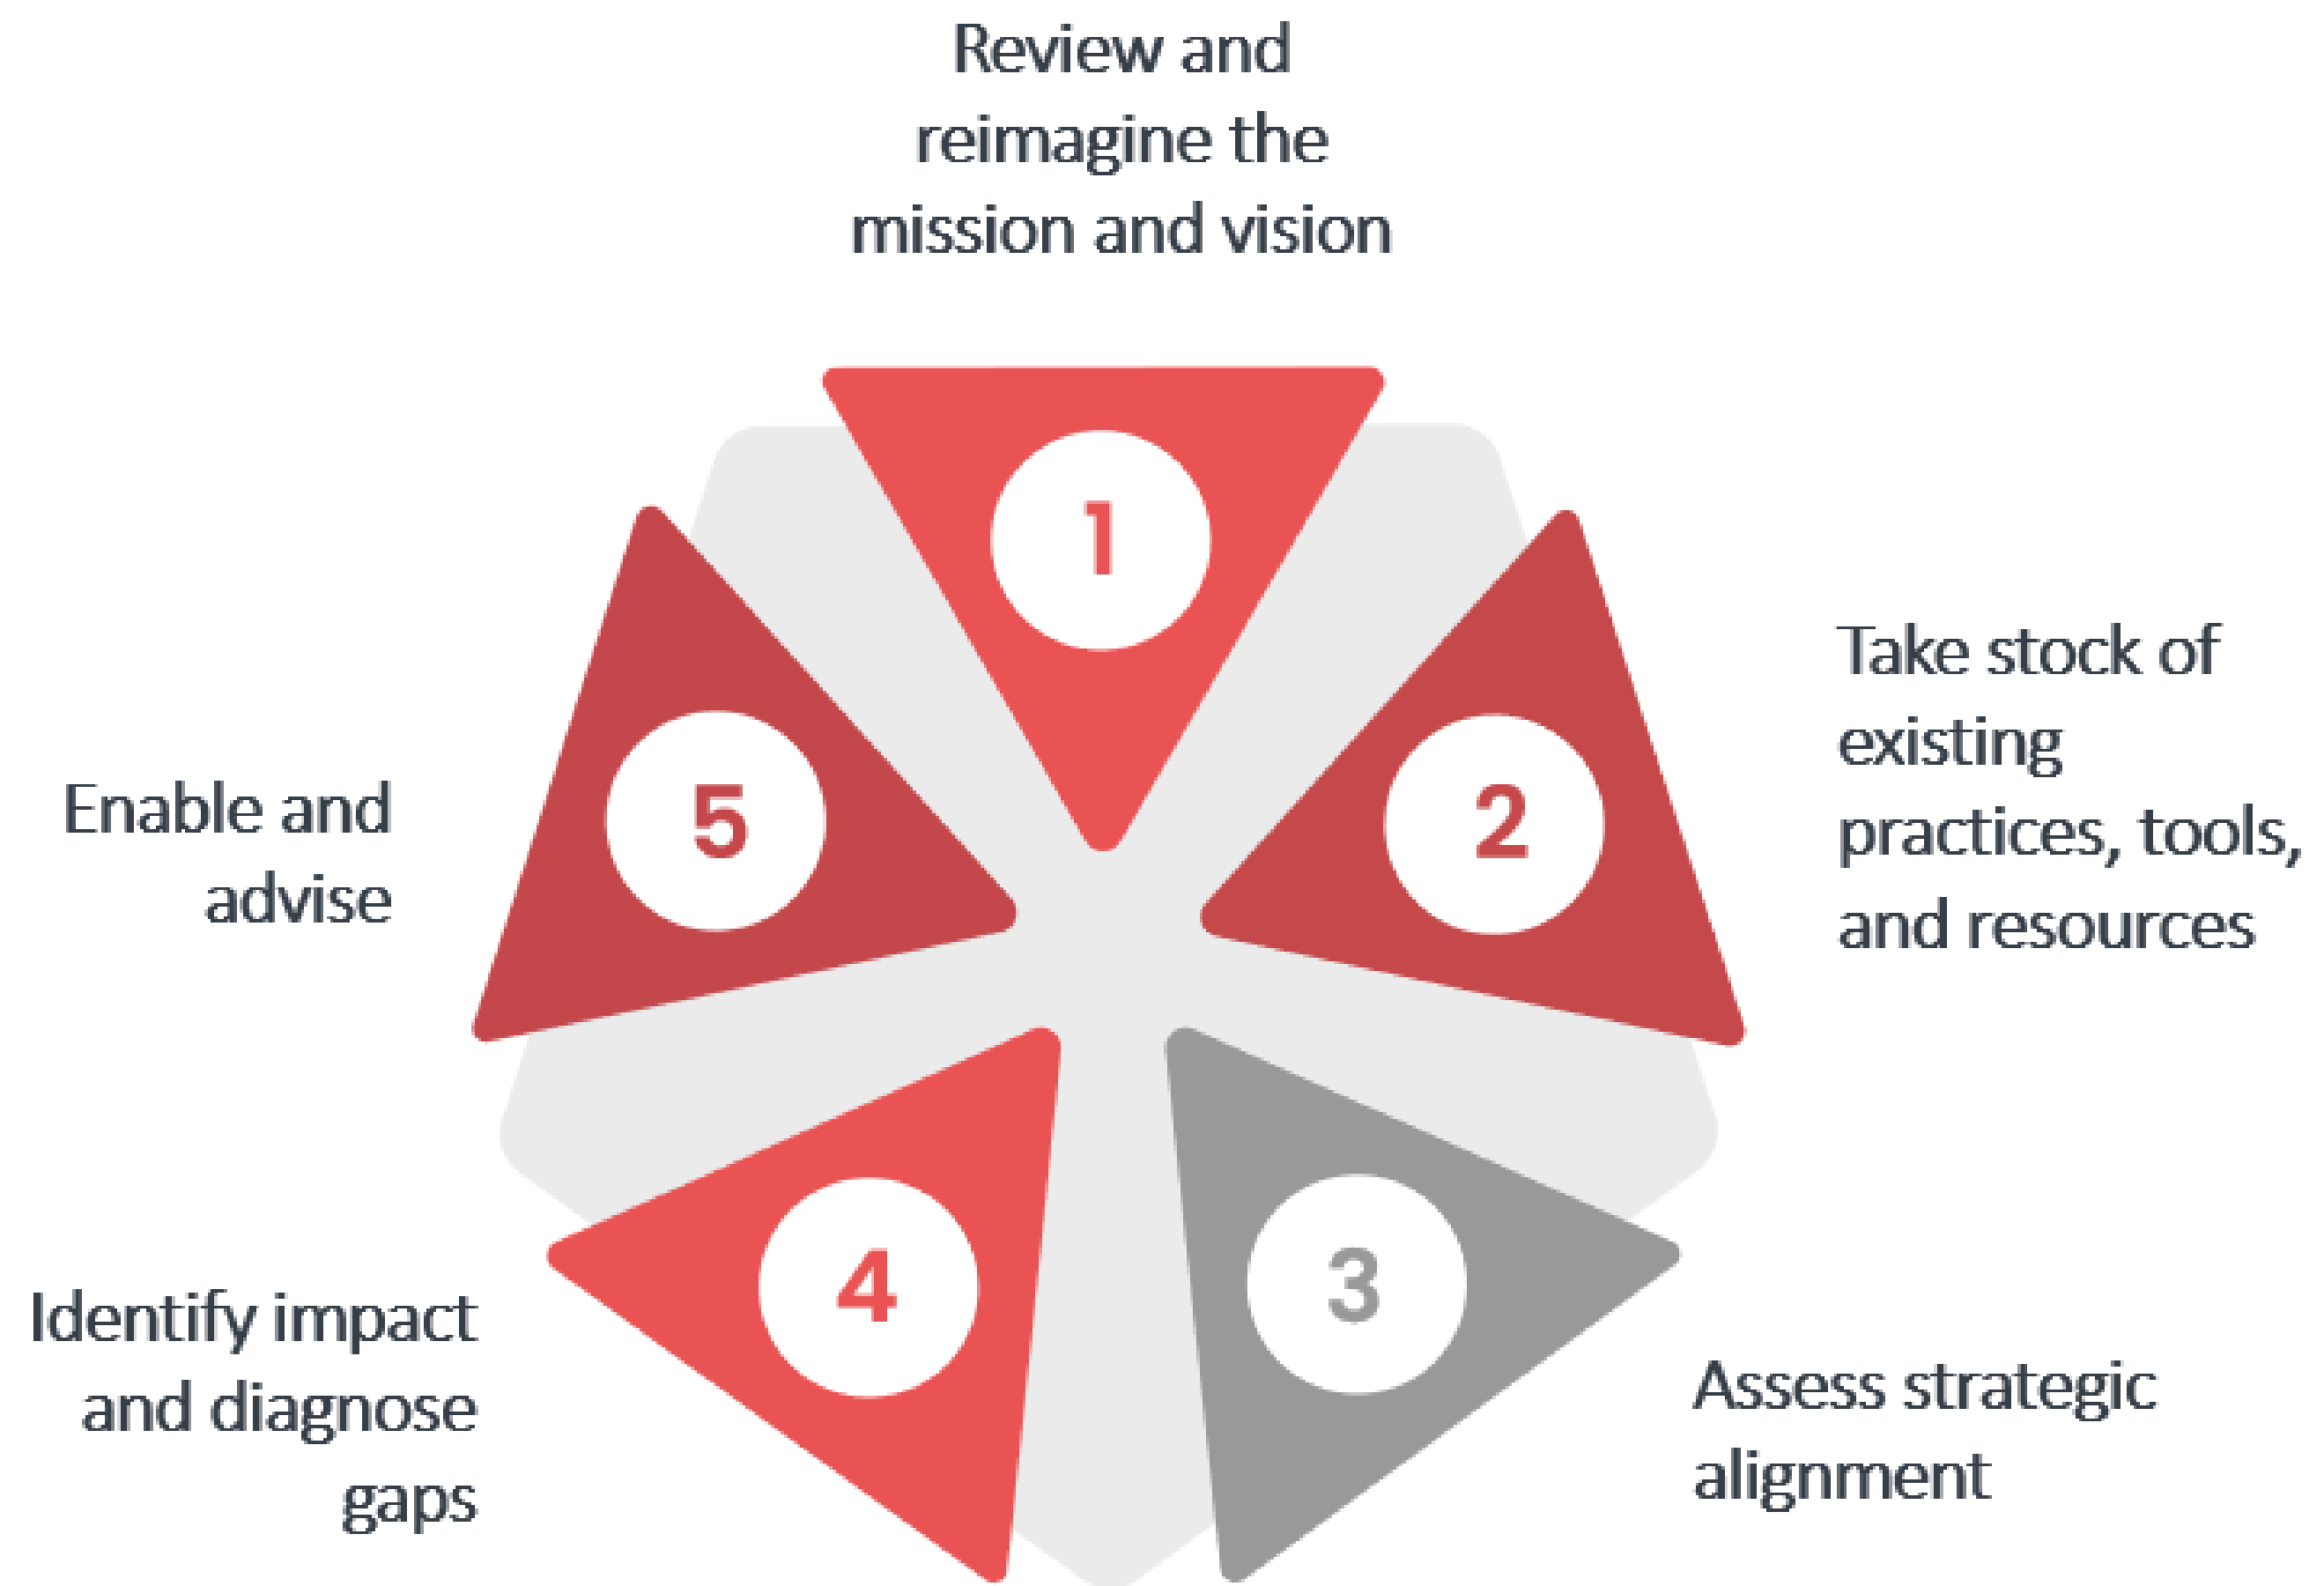 Review and
reimagine the
mission and vision
1
2
Take stock of
existing
practices, tools,
and resources
3
Assess strategic
alignment
4
Identify impact
and diagnose
gaps
5
Enable and
advise